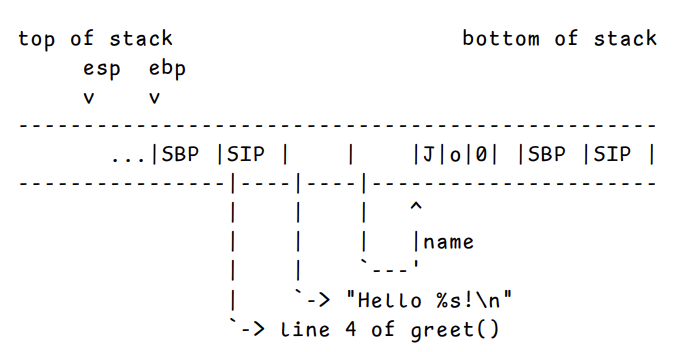 top of stack                      bottom of stack
     esp  ebp
     v    v
-------------------------------------------------
       ...|SBP |SIP |    |    |J|o|0| |SBP |SIP |
----------------|----|----|----------------------
                |    |    |   ^
                |    |    |   |name
                |    |    `---'
                |    `-> "Hello %s!\n"
                `-> line 4 of greet()